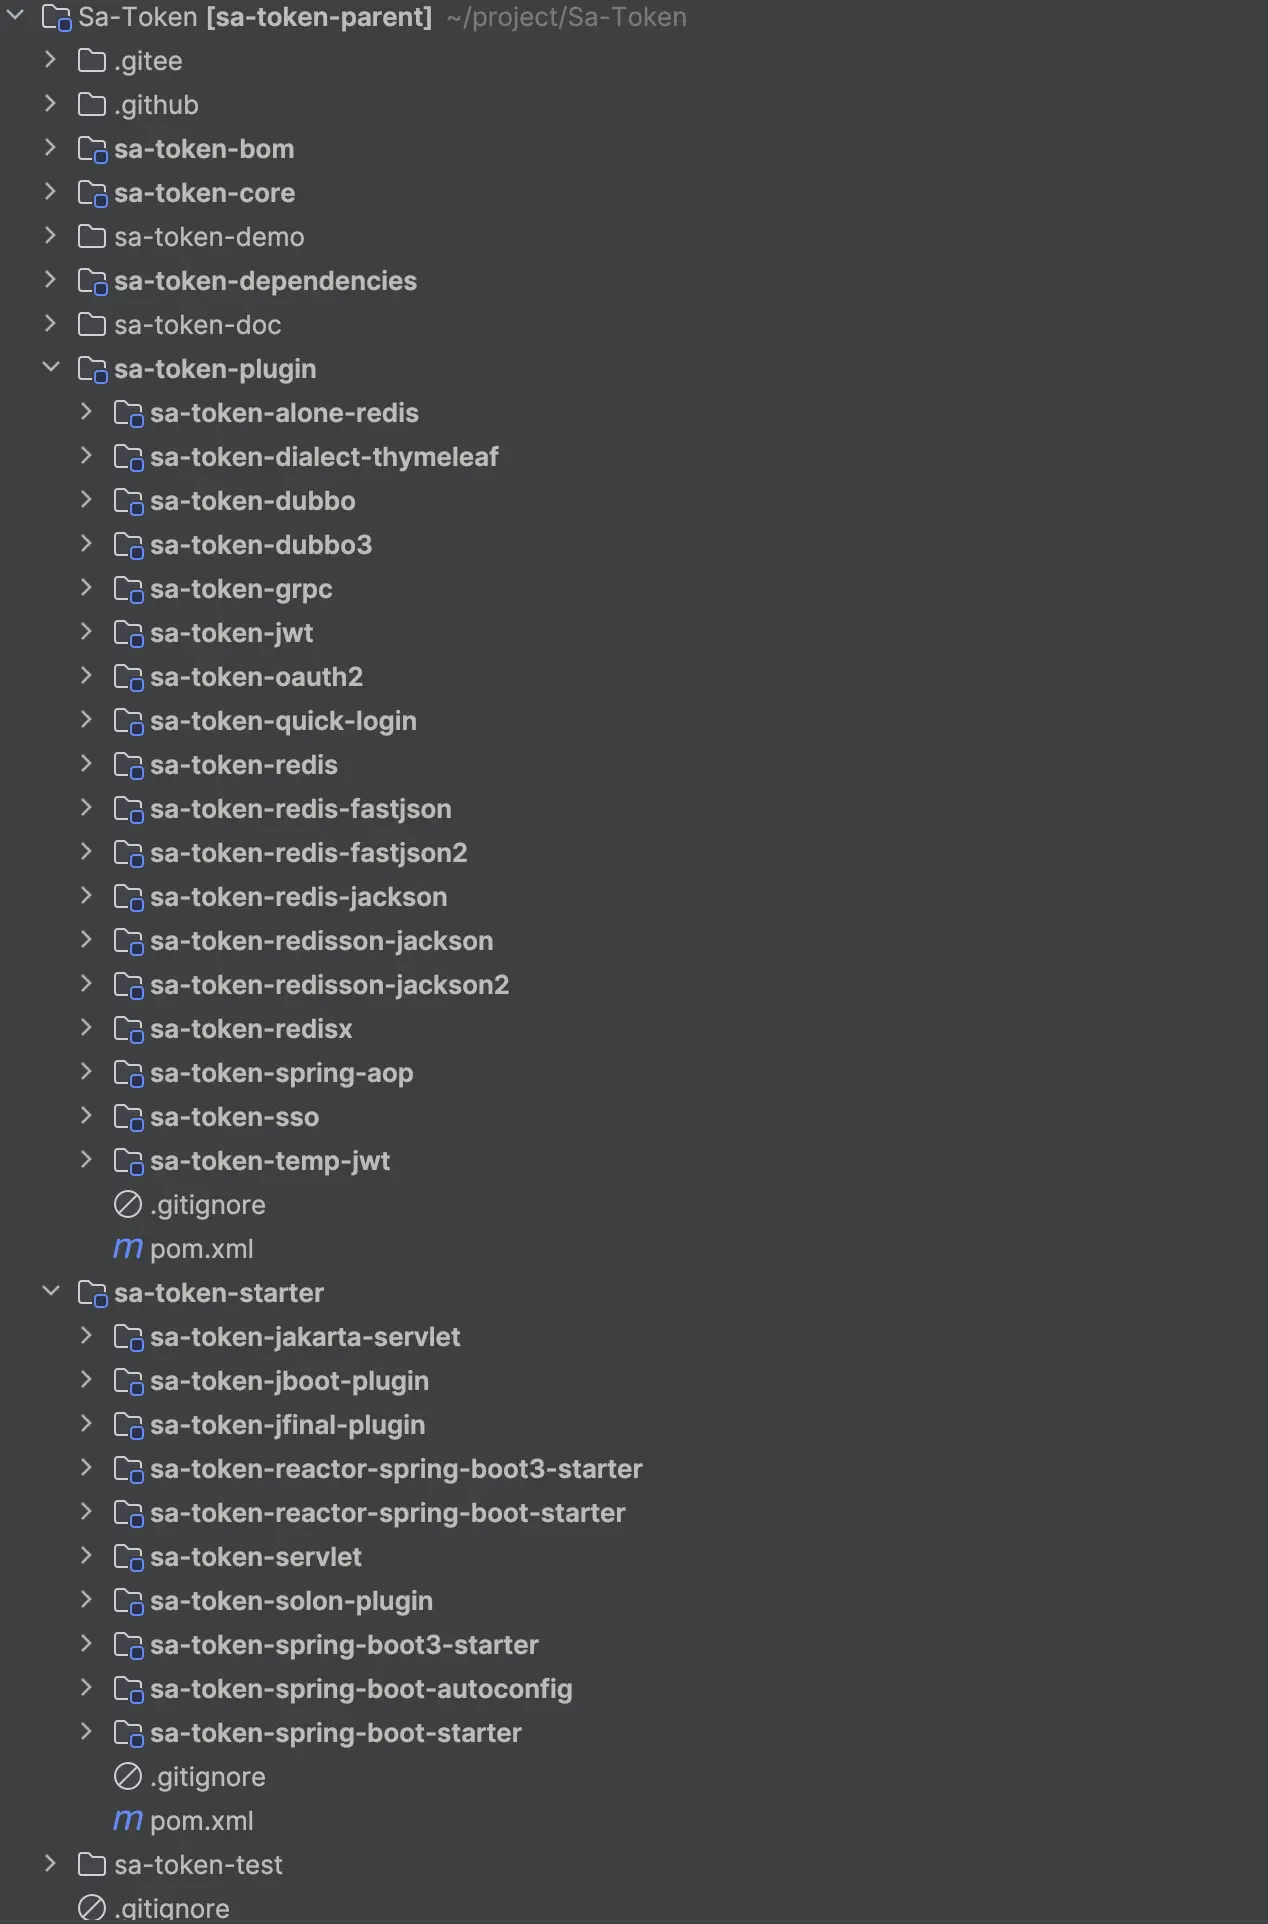 Sa-Token [sa-token-parent] ~/project/Sa-Token
.gitee
.github
sa-token-bom
sa-token-core
sa-token-demo
sa-token-dependencies
sa-token-doc
sa-token-plugin
sa-token-alone-redis
sa-token-dialect-thymeleaf
sa-token-dubbo
sa-token-dubbo3
sa-token-grpc
sa-token-jwt
sa-token-oauth2
sa-token-quick-login
sa-token-redis
sa-token-redis-fastjson
sa-token-redis-fastjson2
sa-token-redis-jackson
sa-token-redisson-jackson
sa-token-redisson-jackson2
sa-token-redisx
sa-token-spring-aop
sa-token-sso
sa-token-temp-jwt
.gitignore
pom.xml
sa-token-starter
sa-token-jakarta-servlet
sa-token-jboot-plugin
sa-token-jfinal-plugin
sa-token-reactor-spring-boot3-starter
sa-token-reactor-spring-boot-starter
sa-token-servlet
sa-token-solon-plugin
sa-token-spring-boot3-starter
sa-token-spring-boot-autoconfig
sa-token-spring-boot-starter
.gitignore
pom.xml
sa-token-test
.gitignore